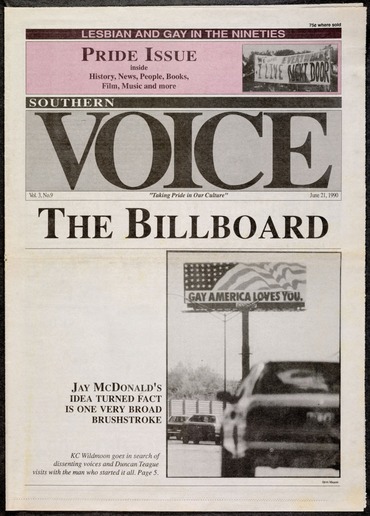 75¢ where sold
LESBIAN AND GAY IN THE NINETIES
PRIDE ISSUE
inside
History, News, People, Books,
Film, Music and more
I LIVE
BACK DOOR
SOUTHERN
VOICE
Vol. 3, No.9
"Taking Pride in Our Culture"
June 21, 1990
THE BILLBOARD
GAY AMERICA LOVES YOU.
JAY MCDONALD'S
IDEA TURNED FACT
IS ONE VERY BROAD
BRUSHSTROKE
KC Wildmoon goes in search of
dissenting voices and Duncan Teague
visits with the man who started it all. Page 5.